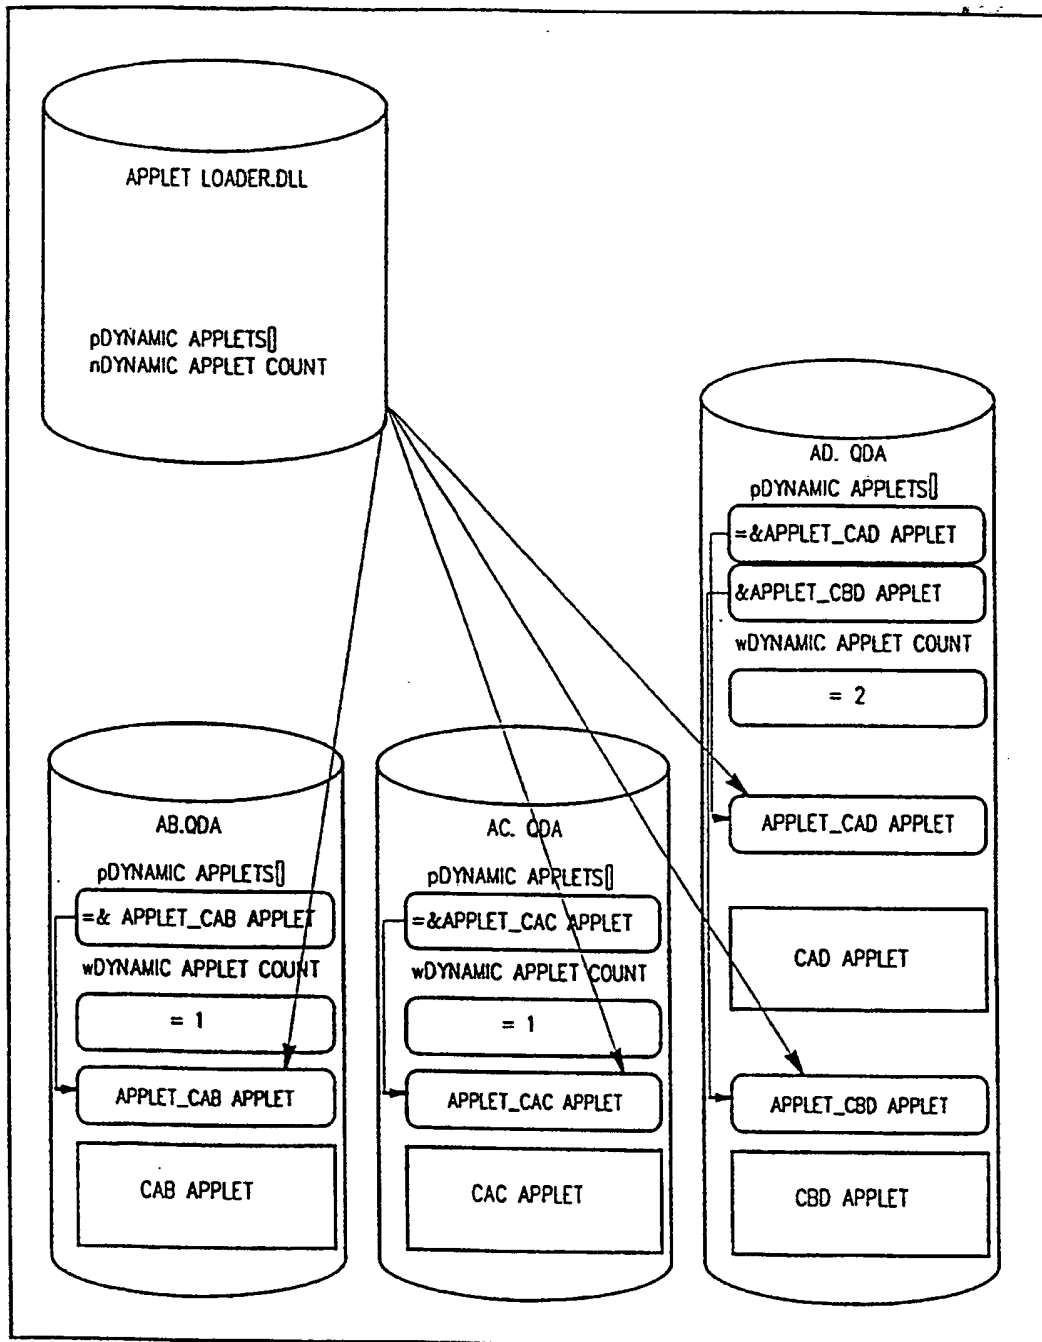 APPLET LOADER.DLL
pDYNAMIC APPLETS[]
nDYNAMIC APPLET COUNT
AD. QDA
pDYNAMIC APPLETS[]
=&APPLET_CAD APPLET
&APPLET_CBD APPLET
wDYNAMIC APPLET COUNT
= 2
APPLET_CAD APPLET
CAD APPLET
APPLET_CBD APPLET
CBD APPLET
AB.QDA
pDYNAMIC APPLETS[]
=& APPLET_CAB APPLET
wDYNAMIC APPLET COUNT
= 1
APPLET_CAB APPLET
CAB APPLET
AC. QDA
pDYNAMIC APPLETS[]
=&APPLET_CAC APPLET
wDYNAMIC APPLET COUNT
= 1
APPLET_CAC APPLET
CAC APPLET